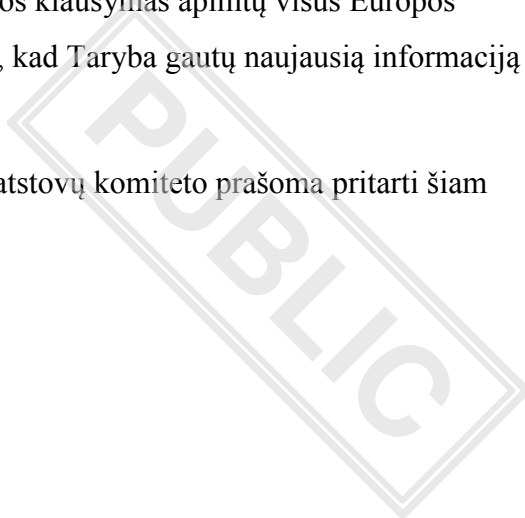 os klausymas apimtų visus Europos
, kad Taryba gautų naujausią informaciją
atstovų komiteto prašoma pritarti šiam
PUBLIC